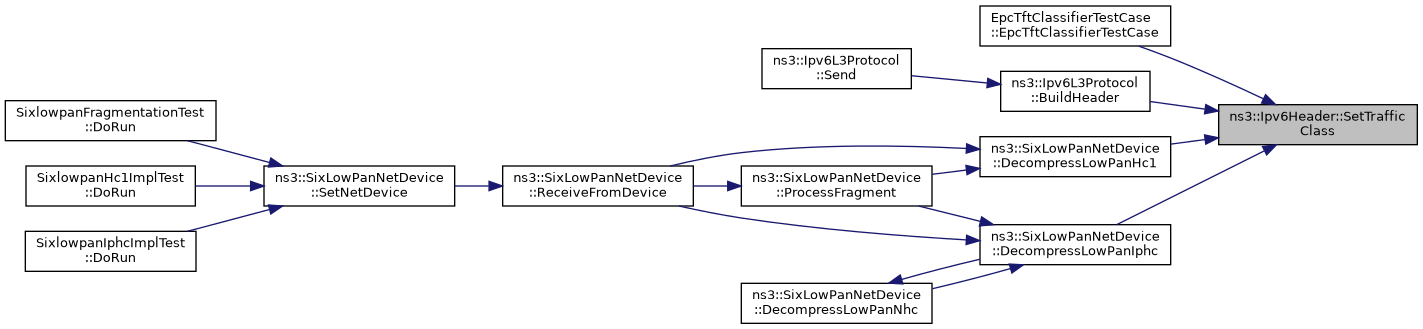 EpcTftClassifierTestCase
::EpcTftClassifierTestCase
ns3::Ipv6L3Protocol
::Send
ns3::Ipv6L3Protocol
::BuildHeader
SixlowpanFragmentationTest
::DoRun
ns3::Ipv6Header::SetTraffic
Class
ns3::SixLowPanNetDevice
::DecompressLowPanHc1
SixlowpanHc1ImplTest
::DoRun
ns3::SixLowPanNetDevice
::SetNetDevice
ns3::SixLowPanNetDevice
::ReceiveFromDevice
ns3::SixLowPanNetDevice
::ProcessFragment
SixlowpanIphcImplTest
::DoRun
ns3::SixLowPanNetDevice
::DecompressLowPanIphc
ns3::SixLowPanNetDevice
::DecompressLowPanNhc